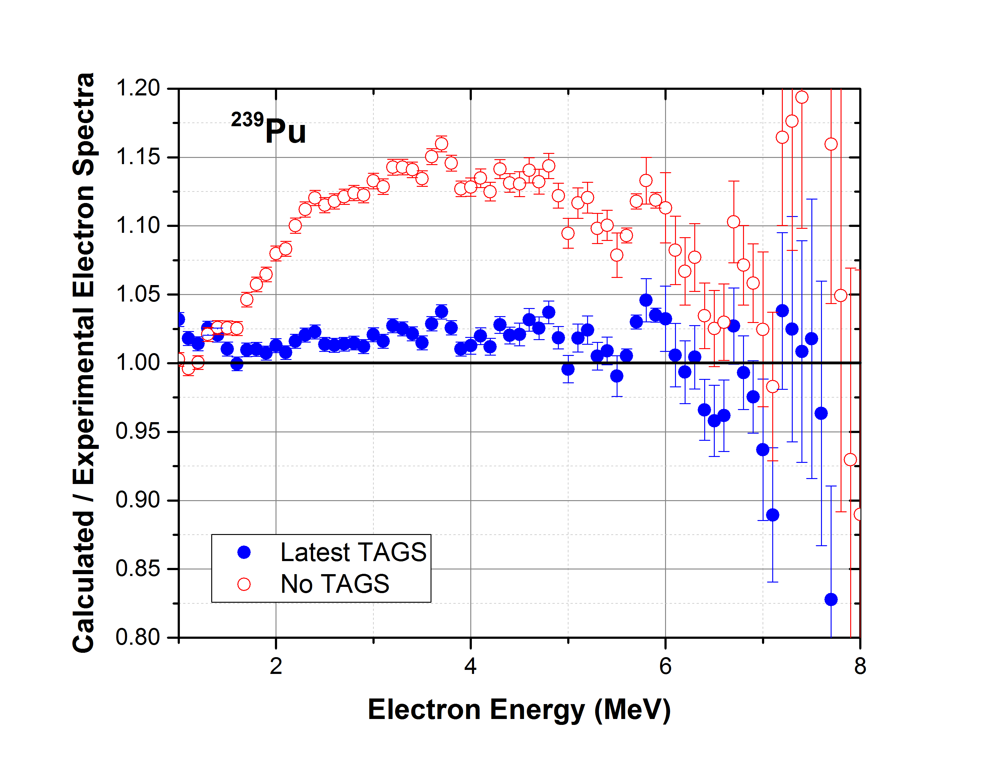 Calculated / Experimental Electron Spectra
1.20
1.15
1.10
1.05
1.00
0.95
0.90
0.85
0.80
²³⁹Pu
Latest TAGS
No TAGS
2 4 6 8
Electron Energy (MeV)